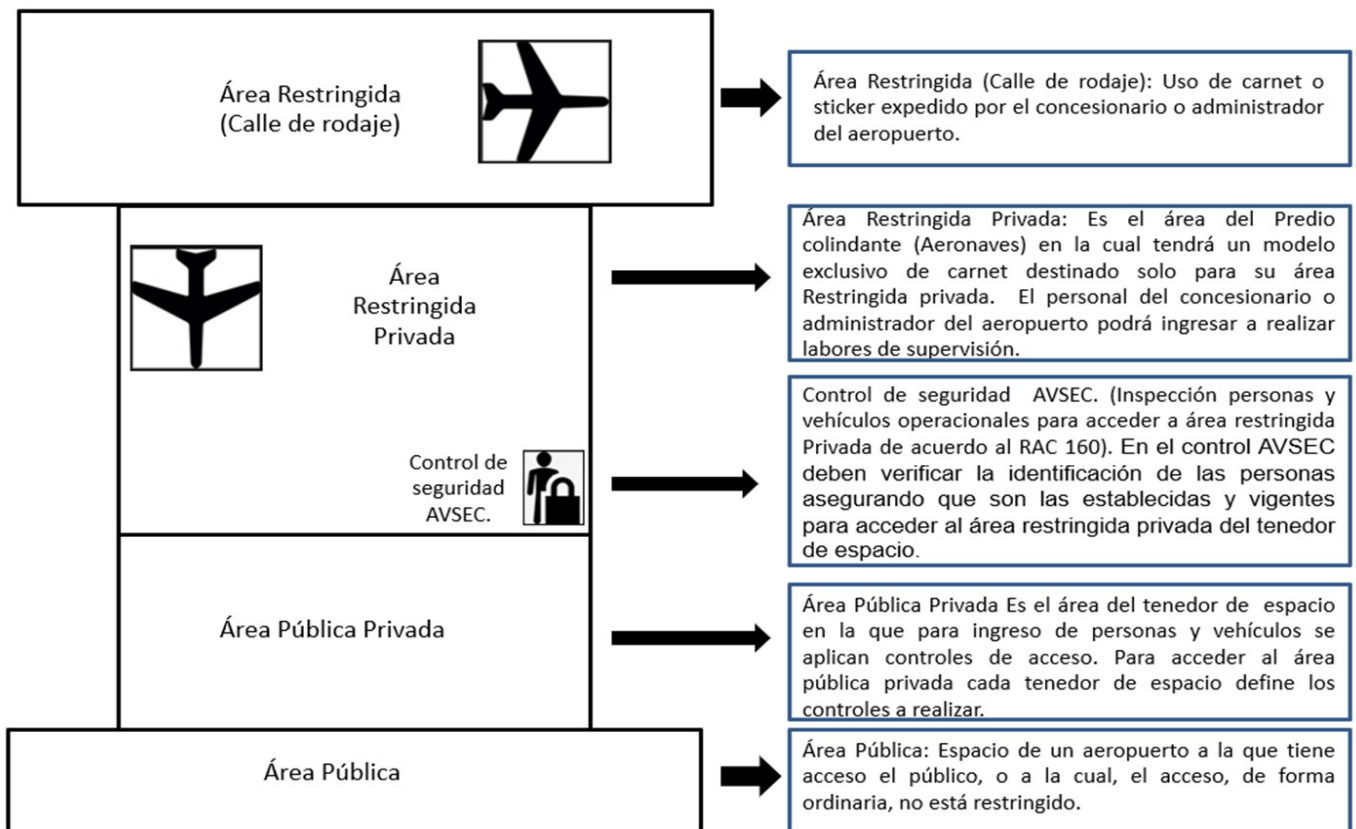 Área Restringida
(Calle de rodaje)
Área Restringida (Calle de rodaje): Uso de carnet o
sticker expedido por el concesionario o administrador
del aeropuerto.
Área
Restringida
Privada
Área Restringida Privada: Es el área del Predio
colindante (Aeronaves) en la cual tendrá un modelo
exclusivo de carnet destinado solo para su área
Restringida privada. El personal del concesionario o
administrador del aeropuerto podrá ingresar a realizar
labores de supervisión.
Control de
seguridad
AVSEC.
Control de seguridad AVSEC. (Inspección personas y
vehículos operacionales para acceder a área restringida
Privada de acuerdo al RAC 160). En el control AVSEC
deben verificar la identificación de las personas
asegurando que son las establecidas y vigentes
para acceder al área restringida privada del tenedor
de espacio.
Área Pública Privada
Área Pública Privada Es el área del tenedor de espacio
en la que para ingreso de personas y vehículos se
aplican controles de acceso. Para acceder al área
pública privada cada tenedor de espacio define los
controles a realizar.
Área Pública
Área Pública: Espacio de un aeropuerto a la que tiene
acceso el público, o a la cual, el acceso, de forma
ordinaria, no está restringido.